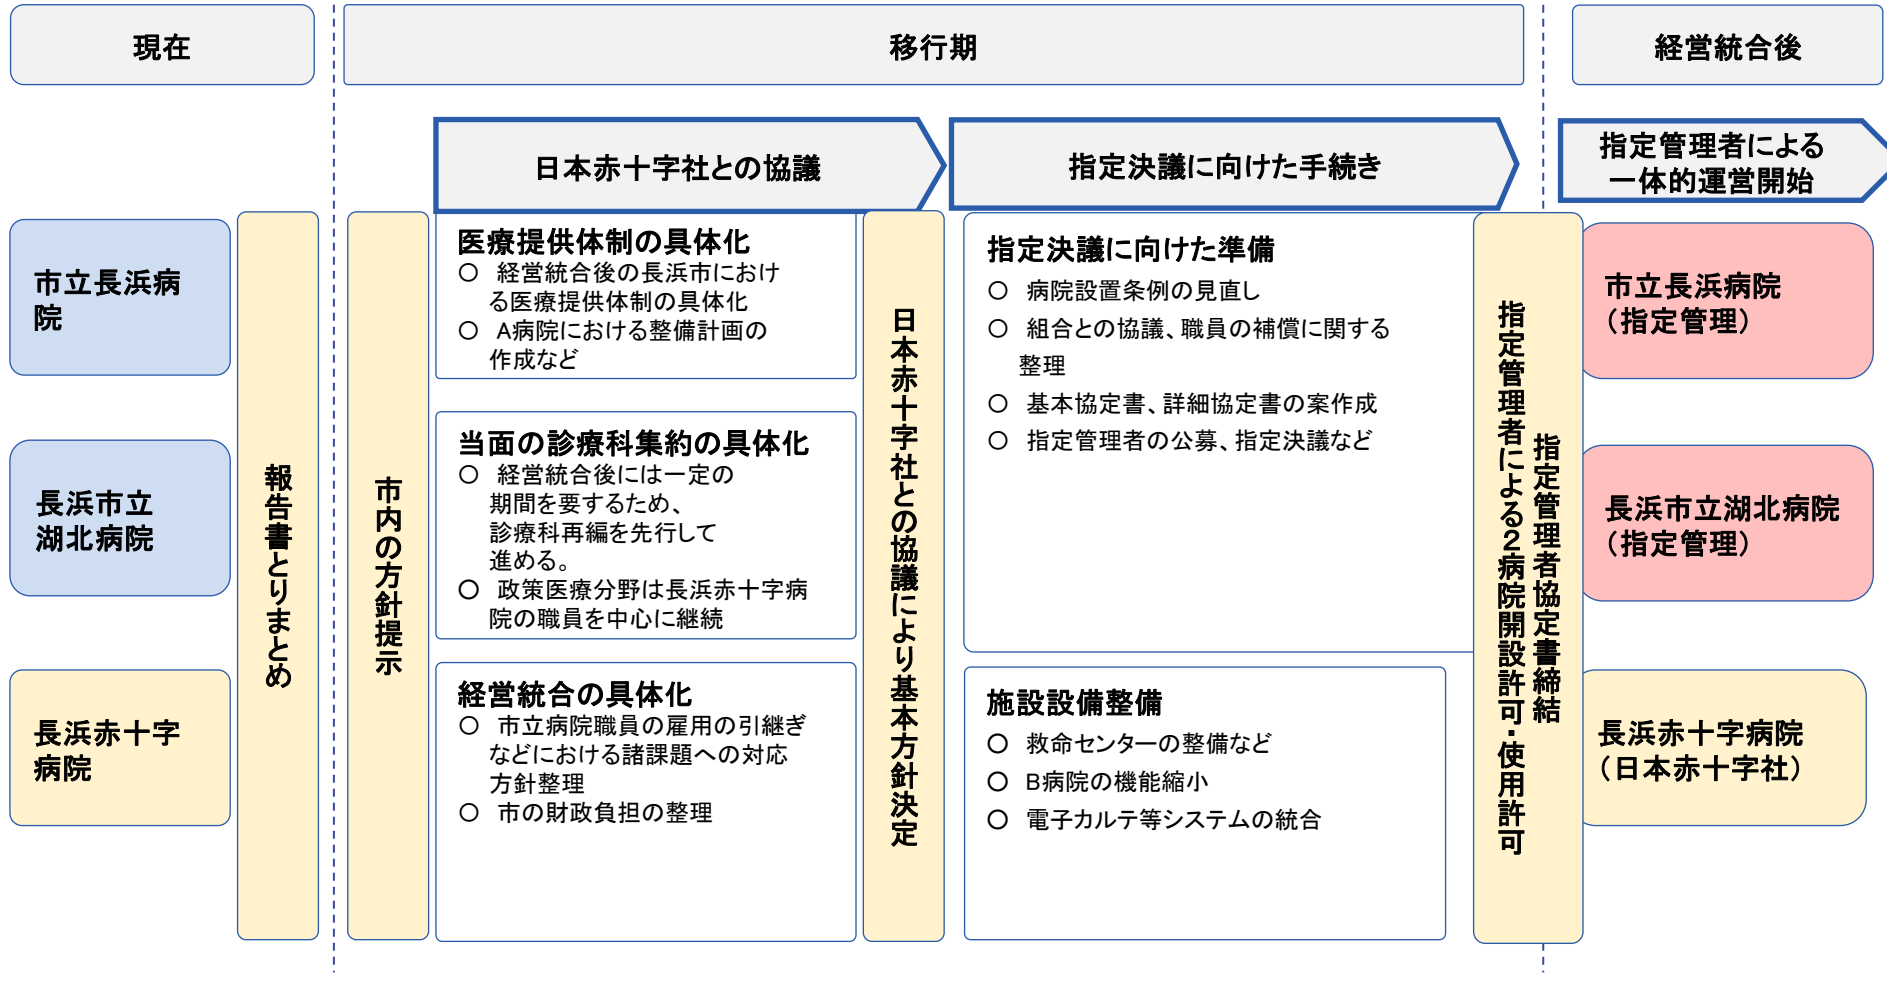 現在
移行期
経営統合後
日本赤十字社との協議
指定決議に向けた手続き
指定管理者による
一体的運営開始
市立長浜病
院
長浜市立
湖北病院
長浜赤十字
病院
報告書とりまとめ
市内の方針提示
医療提供体制の具体化
〇 経営統合後の長浜市におけ
る医療提供体制の具体化
〇 A病院における整備計画の
作成など
当面の診療科集約の具体化
〇 経営統合後には一定の
期間を要するため、
診療科再編を先行して
進める。
〇 政策医療分野は長浜赤十字病
院の職員を中心に継続
経営統合の具体化
〇 市立病院職員の雇用の引継ぎ
などにおける諸課題への対応
方針整理
〇 市の財政負担の整理
日本赤十字社との協議により基本方針決定
指定決議に向けた準備
〇 病院設置条例の見直し
〇 組合との協議、職員の補償に関する
整理
〇 基本協定書、詳細協定書の案作成
〇 指定管理者の公募、指定決議など
施設設備整備
〇 救命センターの整備など
〇 B病院の機能縮小
〇 電子カルテ等システムの統合
指定管理者協定書締結
指定管理者による2病院開設許可・使用許可
市立長浜病院
（指定管理）
長浜市立湖北病院
（指定管理）
長浜赤十字病院
（日本赤十字社）